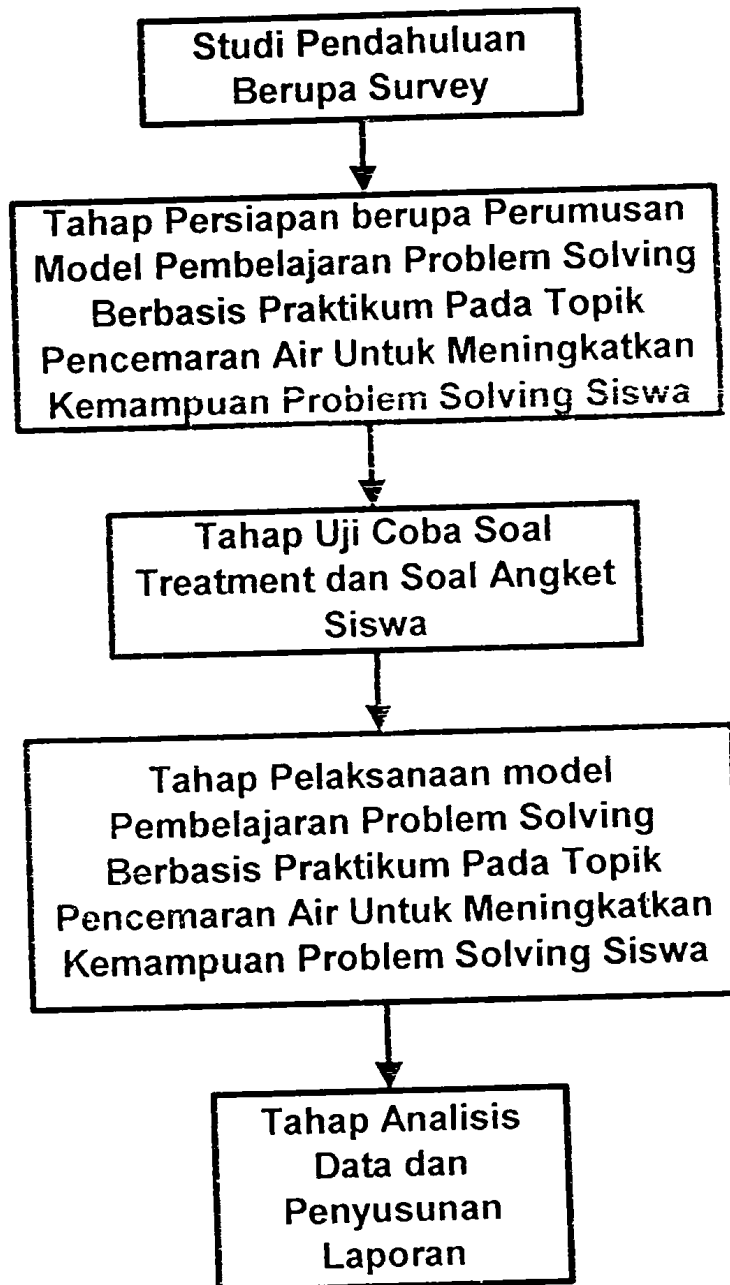 Studi Pendahuluan
Berupa Survey
Tahap Persiapan berupa Perumusan
Model Pembelajaran Problem Solving
Berbasis Praktikum Pada Topik
Pencemaran Air Untuk Meningkatkan
Kemampuan Problem Solving Siswa
Tahap Uji Coba Soal
Treatment dan Soal Angket
Siswa
Tahap Pelaksanaan model
Pembelajaran Problem Solving
Berbasis Praktikum Pada Topik
Pencemaran Air Untuk Meningkatkan
Kemampuan Problem Solving Siswa
Tahap Analisis
Data dan
Penyusunan
Laporan